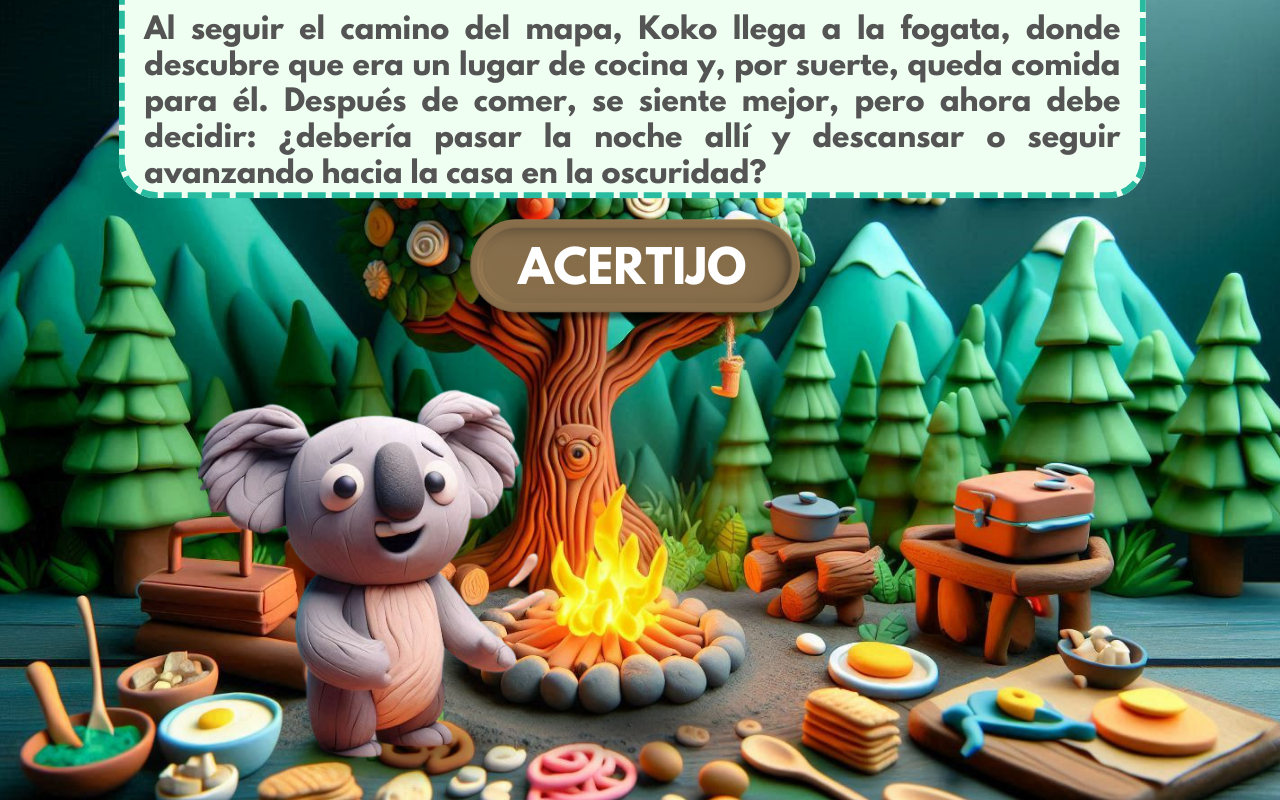 Al seguir el camino del mapa, Koko llega a la fogata, donde
descubre que era un lugar de cocina y, por suerte, queda comida
para él. Después de comer, se siente mejor, pero ahora debe
decidir: ¿debería pasar la noche allí y descansar o seguir
avanzando hacia la casa en la oscuridad?
ACERTIJO